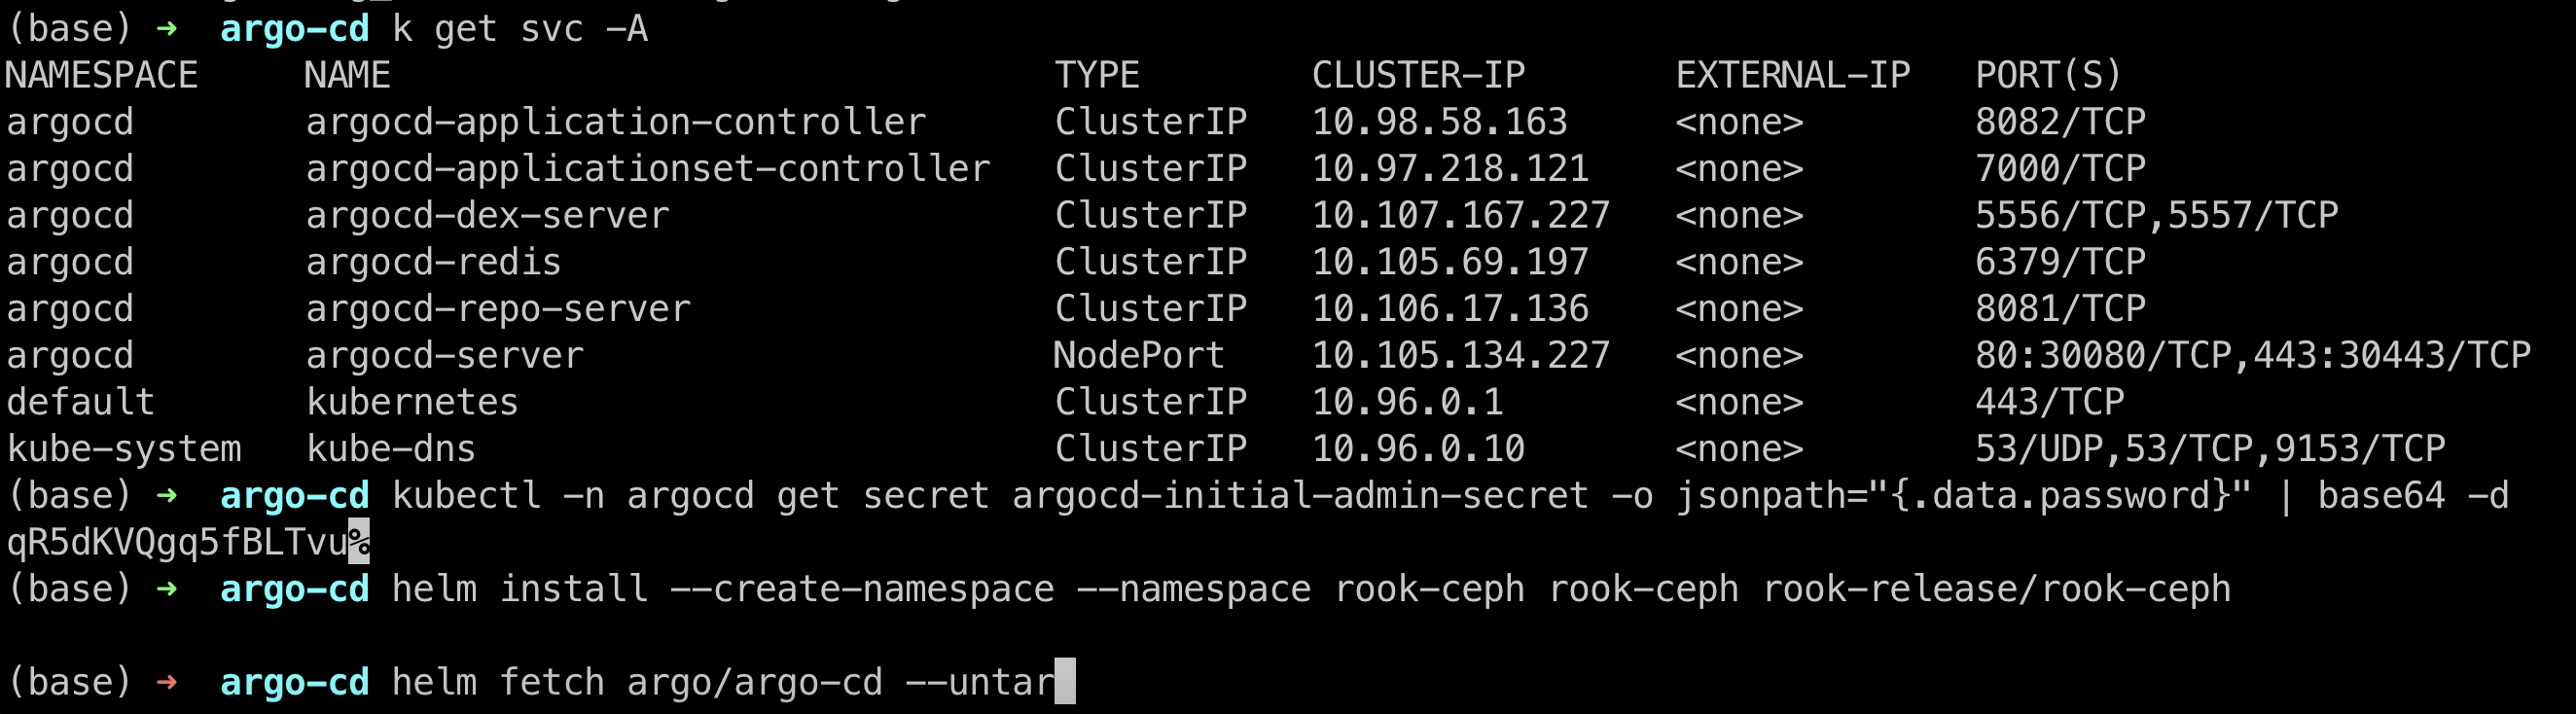 (base) ➜ argo-cd k get svc -A
NAMESPACE NAME TYPE CLUSTER-IP EXTERNAL-IP PORT(S)
argocd argocd-application-controller ClusterIP 10.98.58.163 <none> 8082/TCP
argocd argocd-applicationset-controller ClusterIP 10.97.218.121 <none> 7000/TCP
argocd argocd-dex-server ClusterIP 10.107.167.227 <none> 5556/TCP,5557/TCP
argocd argocd-redis ClusterIP 10.105.69.197 <none> 6379/TCP
argocd argocd-repo-server ClusterIP 10.106.17.136 <none> 8081/TCP
argocd argocd-server NodePort 10.105.134.227 <none> 80:30080/TCP,443:30443/TCP
default kubernetes ClusterIP 10.96.0.1 <none> 443/TCP
kube-system kube-dns ClusterIP 10.96.0.10 <none> 53/UDP,53/TCP,9153/TCP
(base) ➜ argo-cd kubectl -n argocd get secret argocd-initial-admin-secret -o jsonpath="{.data.password}" | base64 -d
qR5dKVQgq5fBLTvu%
(base) ➜ argo-cd helm install --create-namespace --namespace rook-ceph rook-ceph rook-release/rook-ceph
(base) ➜ argo-cd helm fetch argo/argo-cd --untar